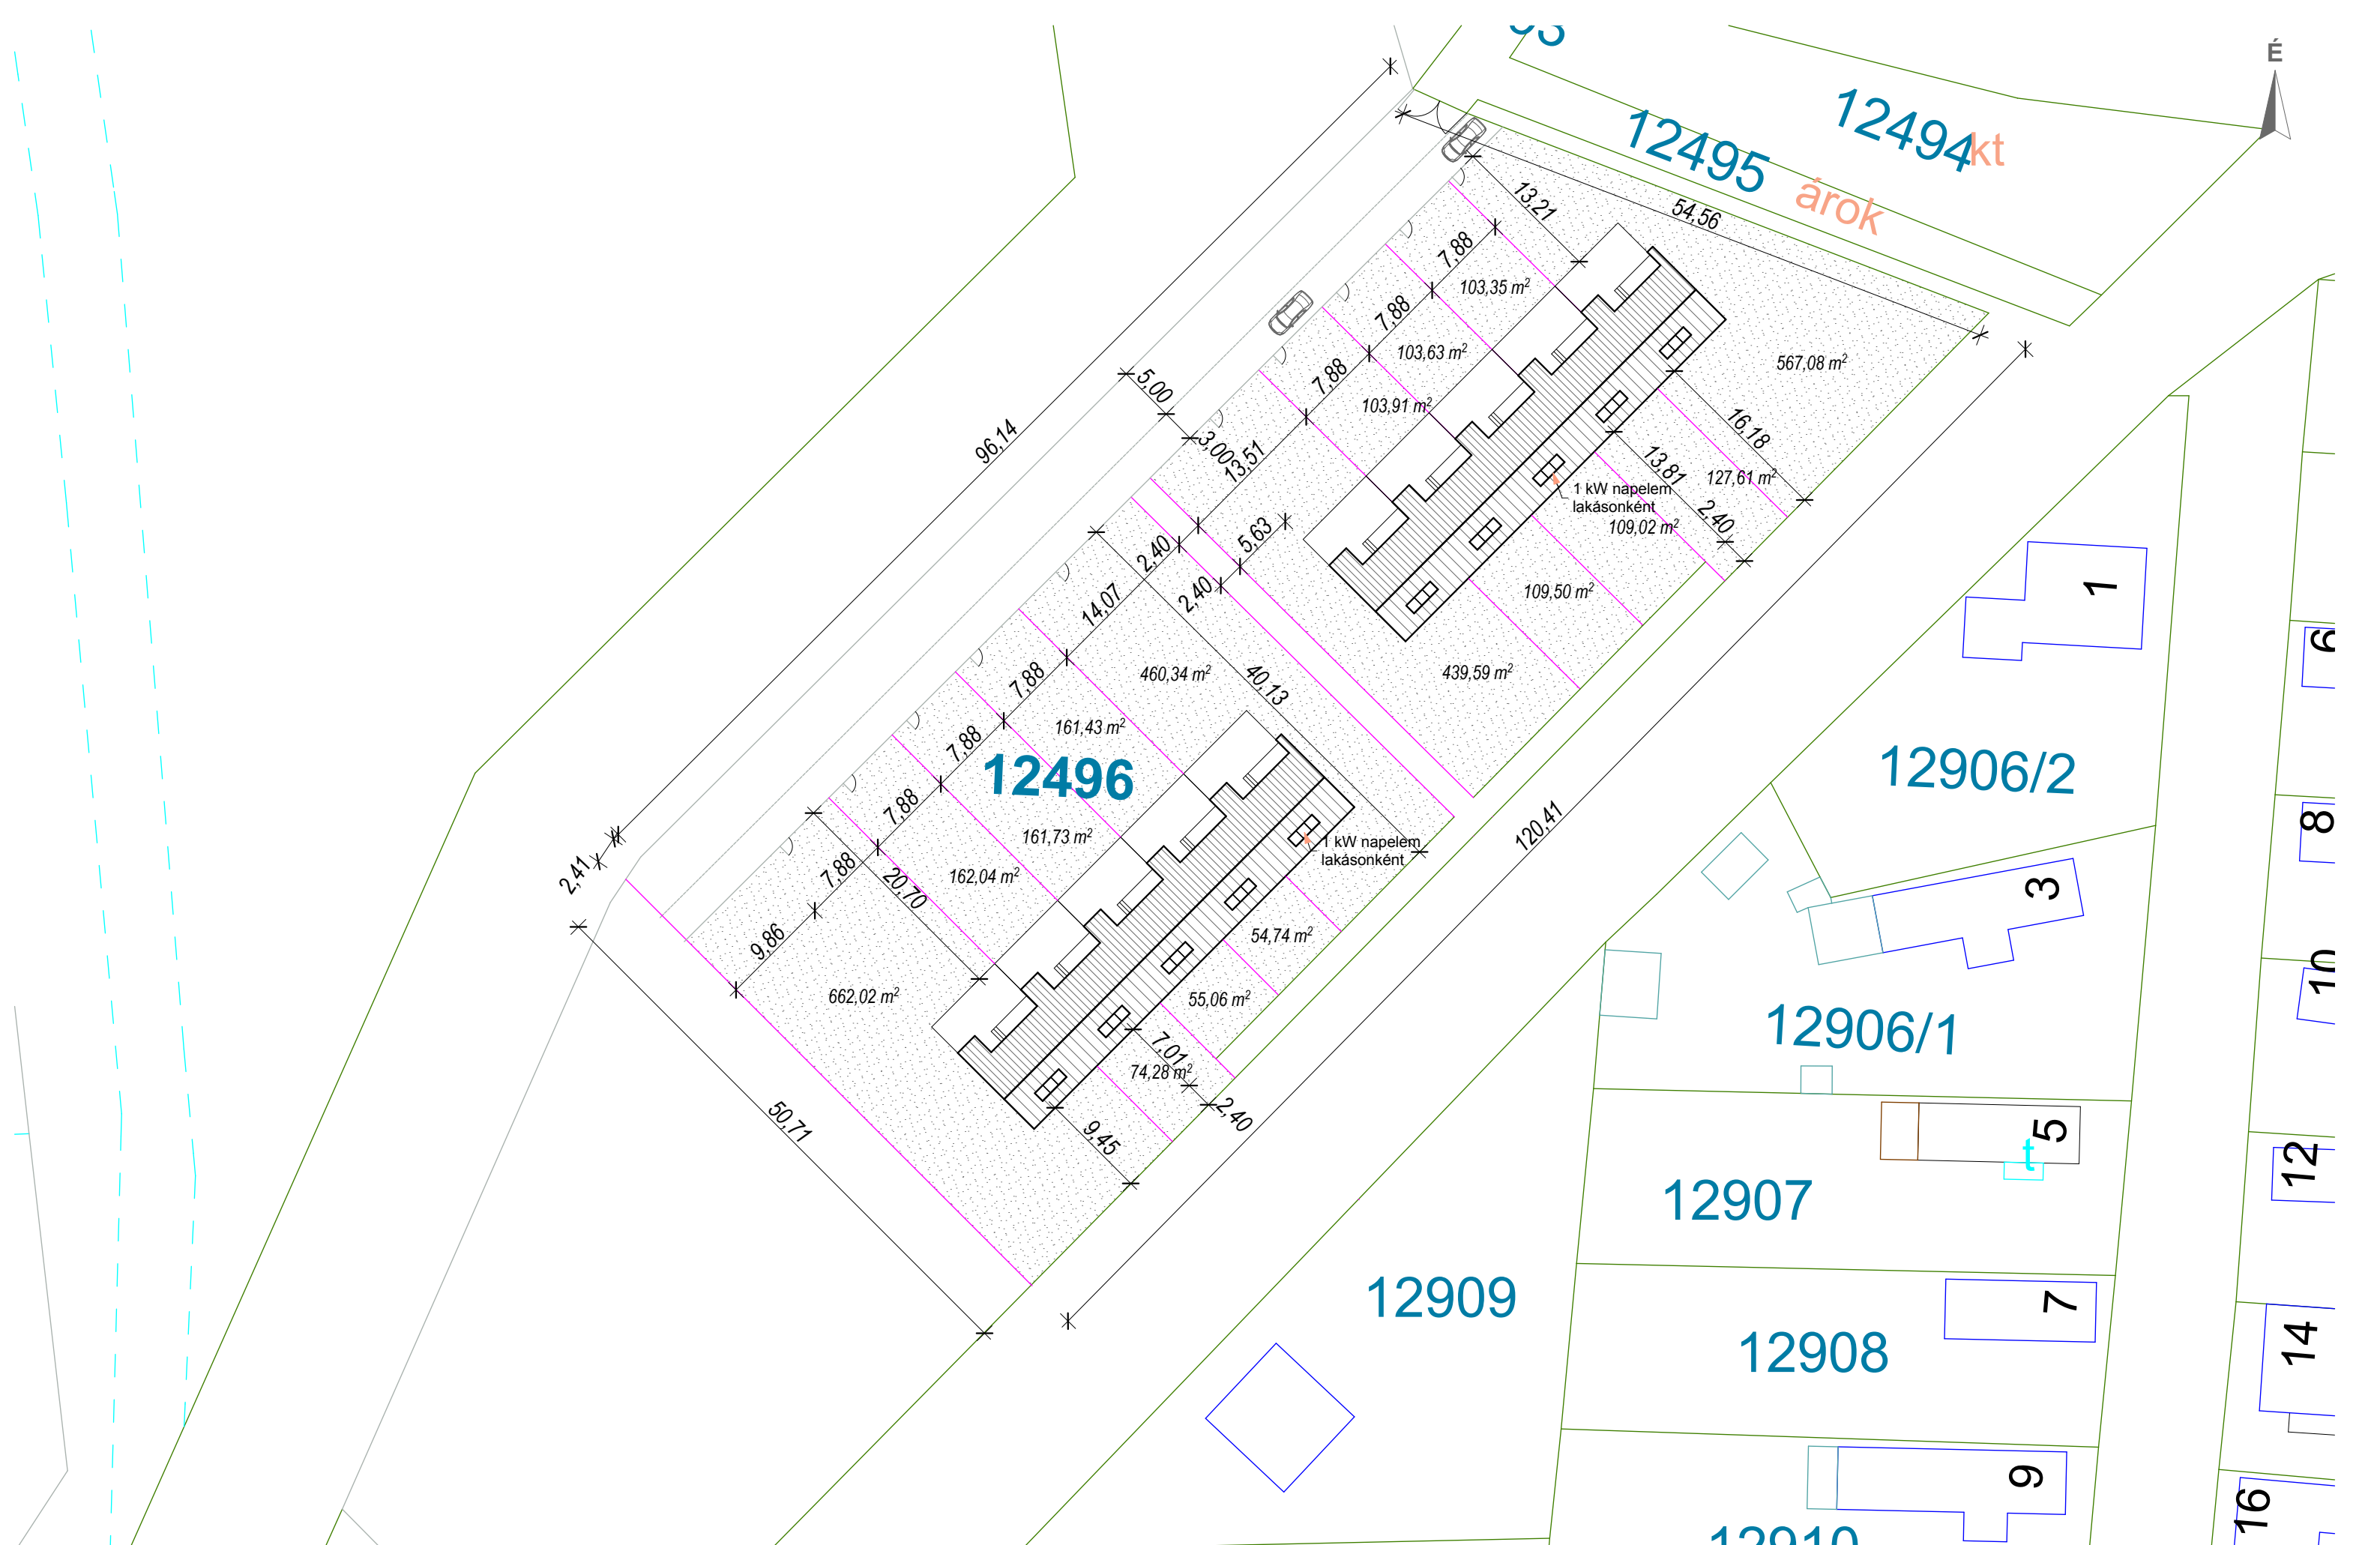 93
É
12494
kt
12495
árok
13,21
54,56
7,88
103,35 m²
7,88
103,63 m²
567,08 m²
7,88
103,91 m²
5,00
3,00
13,51
96,14
16,18
13,81
127,61 m²
1 kW napelem
lakásonként
2,40
109,02 m²
2,40
5,63
2,40
109,50 m²
14,07
1
6
439,59 m²
460,34 m²
40,13
7,88
161,43 m²
7,88
12496
12906/2
7,88
161,73 m²
8
120,41
1 kW napelem
lakásonként
2,41
7,88
20,70
162,04 m²
3
9,86
54,74 m²
10
662,02 m²
55,06 m²
12906/1
7,01
74,28 m²
2,40
50,71
9,45
5
t
12
12907
12909
7
12908
14
9
16
12910